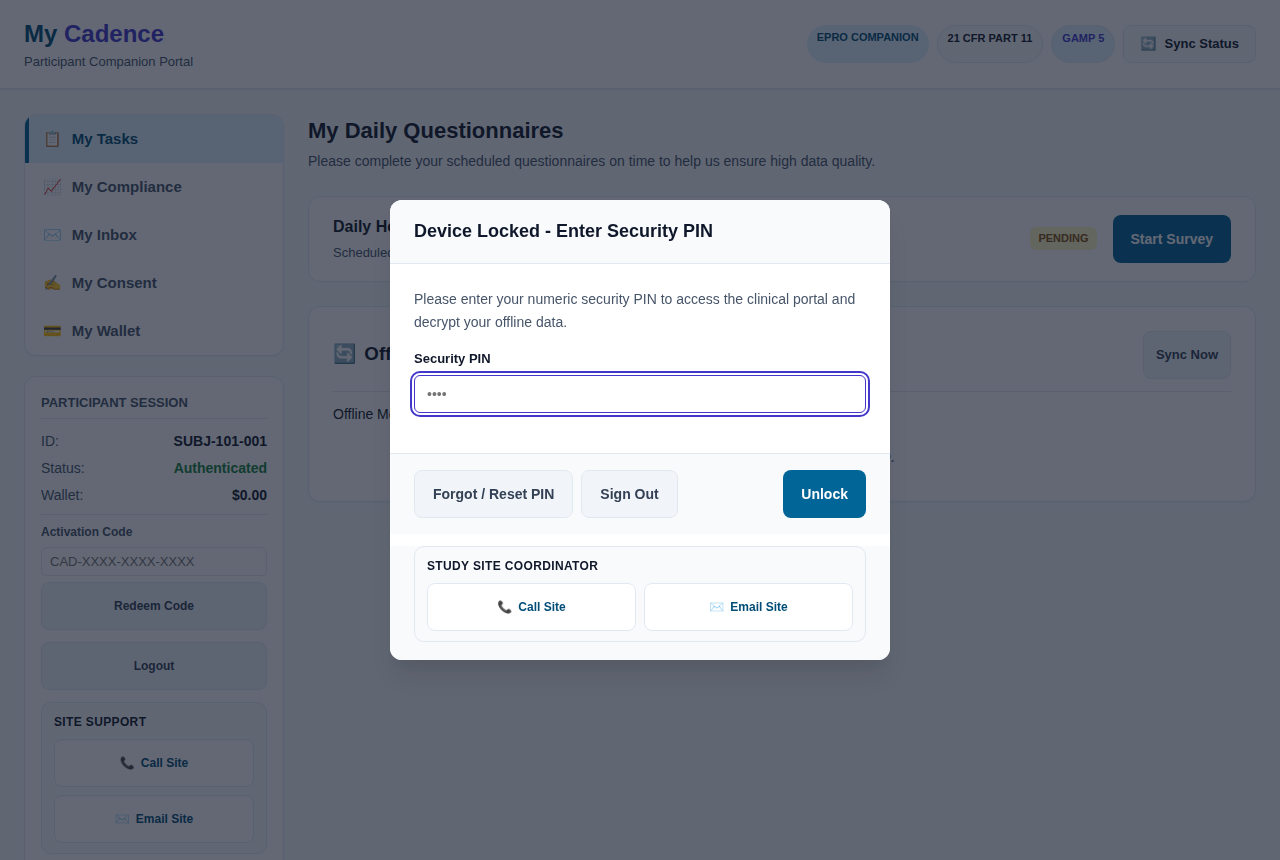 My Cadence
Participant Companion Portal
EPRO COMPANION
21 CFR PART 11
GAMP 5
Sync Status
My Tasks
My Compliance
My Inbox
My Consent
My Wallet
PARTICIPANT SESSION
ID: SUBJ-101-001
Status: Authenticated
Wallet: $0.00
Activation Code
CAD-XXXX-XXXX-XXXX
Redeem Code
Logout
SITE SUPPORT
Call Site
Email Site
My Daily Questionnaires
Please complete your scheduled questionnaires on time to help us ensure high data quality.
Daily
PENDING
Start Survey
Sync Now
Offline
Device Locked - Enter Security PIN
Please enter your numeric security PIN to access the clinical portal and
decrypt your offline data.
Security PIN
••••
Forgot / Reset PIN
Sign Out
Unlock
STUDY SITE COORDINATOR
Call Site
Email Site